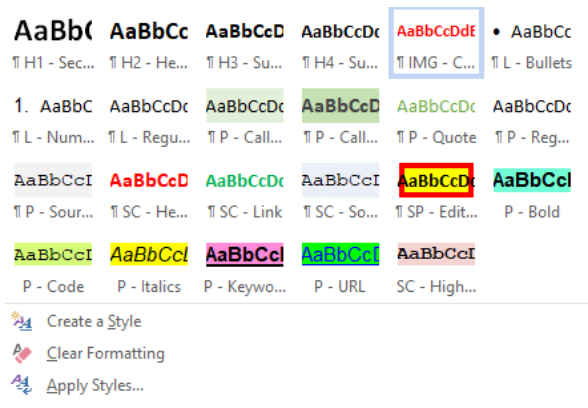 AaBb( AaBbCc AaBbCcD AaBbCcDc AaBbCcDdE • AaBbCc
¶ H1 - Sec... ¶ H2 - He... ¶ H3 - Su... ¶ H4 - Su... ¶ IMG - C... ¶ L - Bullets
1. AaBbC AaBbCcDc AaBbCcDc AaBbCcD AaBbCcDc AaBbCcDc
¶ L - Num... ¶ L - Regu... ¶ P - Call... ¶ P - Call... ¶ P - Quote ¶ P - Reg...
AaBbCcI AaBbCcD AaBbCcDc AaBbCcI AaBbCcDc AaBbCcI
¶ P - Sour... ¶ SC - He... ¶ SC - Link ¶ SC - So... ¶ SP - Edit... P - Bold
AaBbCcI AaBbCcL AaBbCcI AaBbCcD AaBbCcI
P - Code P - Italics P - Keywo... P - URL SC - High...
Create a Style
Clear Formatting
Apply Styles...